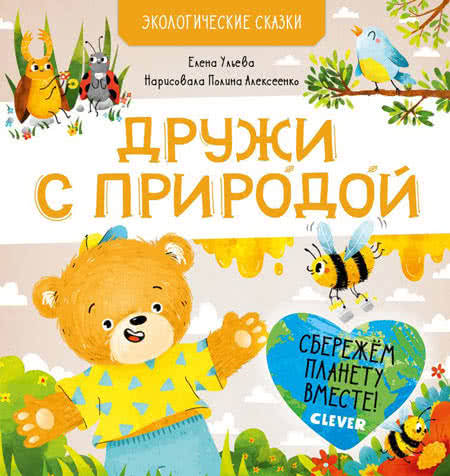 ЭКОЛОГИЧЕСКИЕ СКАЗКИ
Елена Ульева
Нарисовала Полина Алексеенко
ДРУЖИ
С ПРИРОДОЙ
СБЕРЕЖЁМ
ПЛАНЕТУ
ВМЕСТЕ!
CLEVER